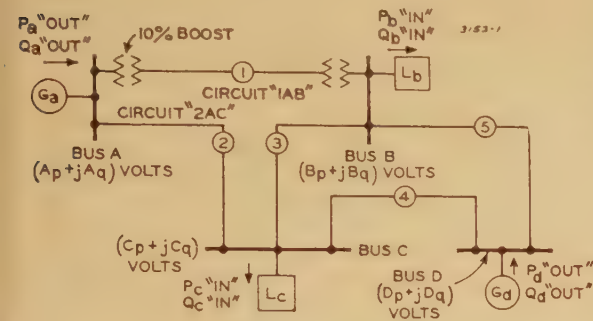 Pa "OUT"
Qa "OUT"
10% BOOST
Pb "IN"
Qb "IN"
3153-1
Ga
1
Lb
CIRCUIT "1AB"
CIRCUIT "2AC"
2
3
5
BUS A
(Ap+jAq) VOLTS
BUS B
(Bp+jBq) VOLTS
4
(Cp+jCq)
VOLTS
BUS C
Pc "IN"
Qc "IN"
Lc
BUS D
(Dp+jDq)
VOLTS
Gd
Pd "OUT"
Qd "OUT"